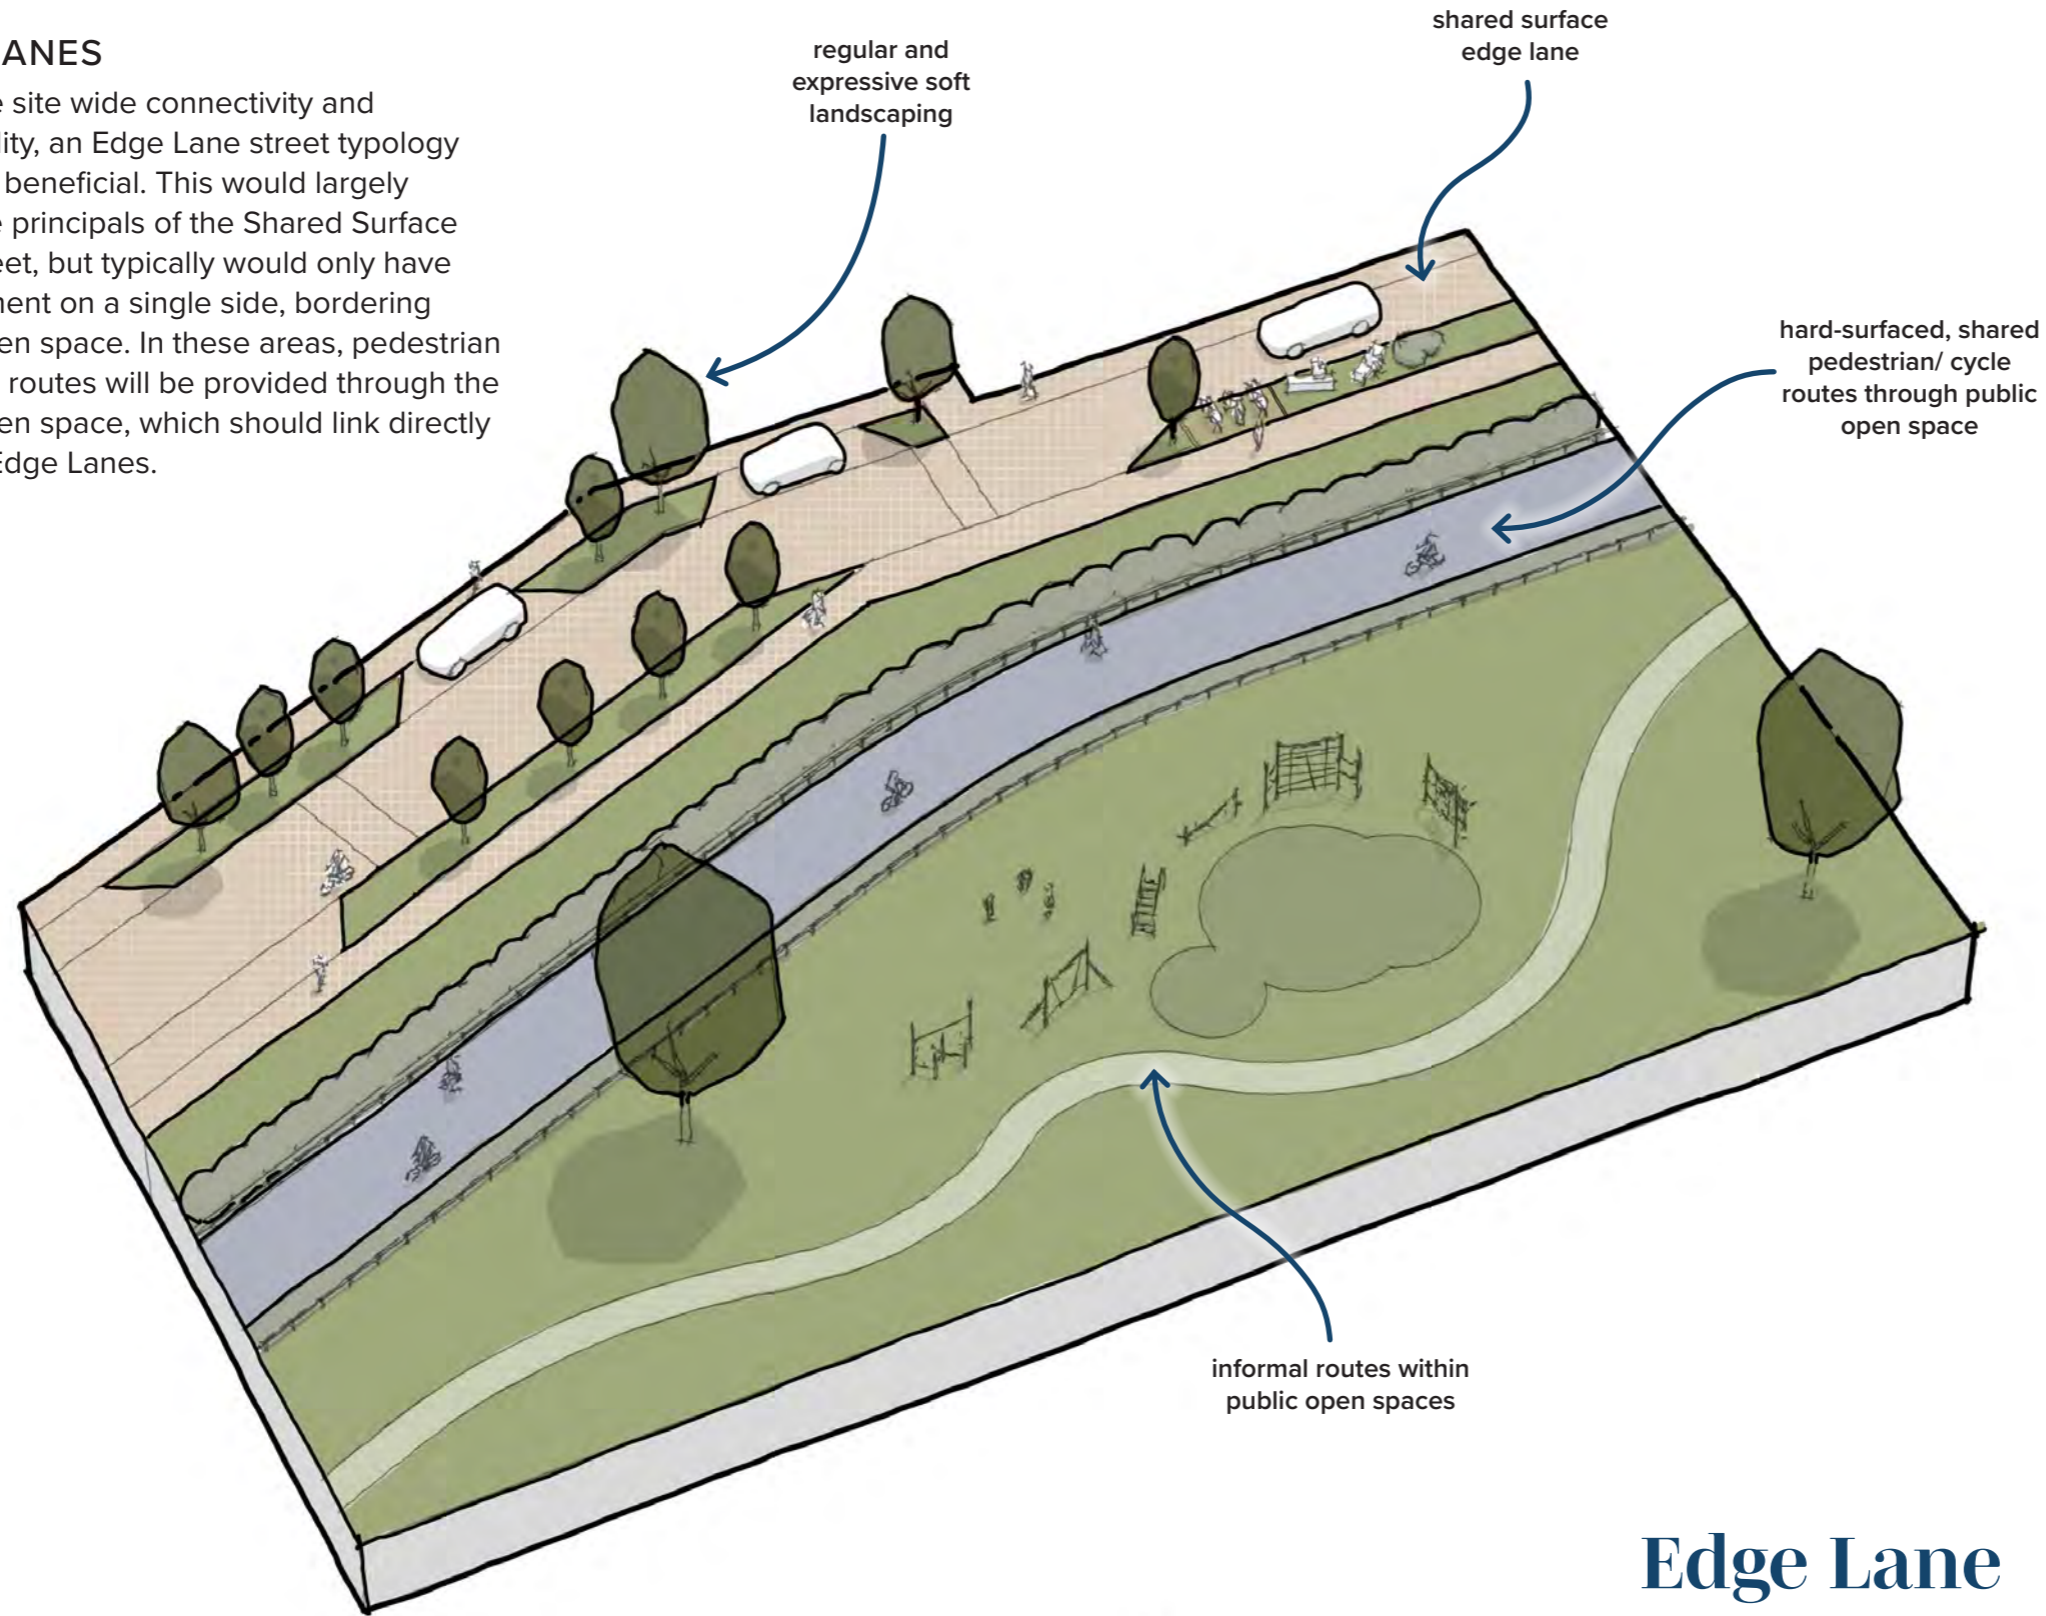 ANES
site wide connectivity and
lity, an Edge Lane street typology
beneficial. This would largely
e principals of the Shared Surface
eet, but typically would only have
nent on a single side, bordering
en space. In these areas, pedestrian
routes will be provided through the
en space, which should link directly
Edge Lanes.
regular and
expressive soft
landscaping
shared surface
edge lane
hard-surfaced, shared
pedestrian/ cycle
routes through public
open space
informal routes within
public open spaces
Edge Lane